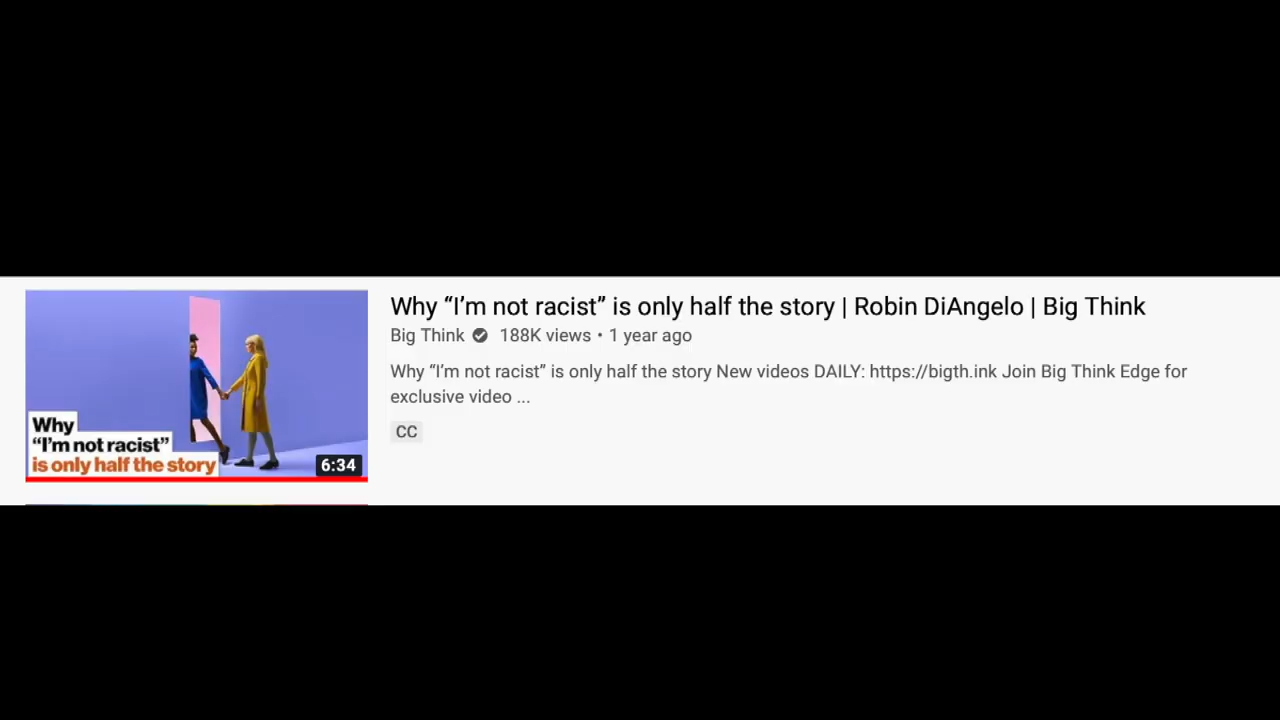 Why “I’m not racist” is only half the story | Robin DiAngelo | Big Think
Big Think 188K views • 1 year ago
Why “I’m not racist” is only half the story New videos DAILY: https://bigth.ink Join Big Think Edge for
exclusive video ...
CC
Why
“I’m not racist”
is only half the story
6:34